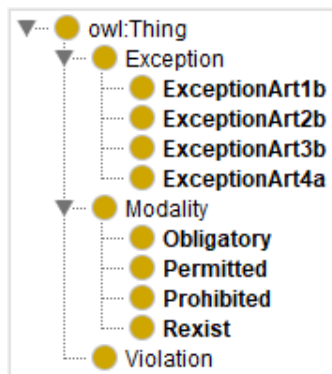 owl:Thing
Exception
ExceptionArt1b
ExceptionArt2b
ExceptionArt3b
ExceptionArt4a
Modality
Obligatory
Permitted
Prohibited
Rexist
Violation